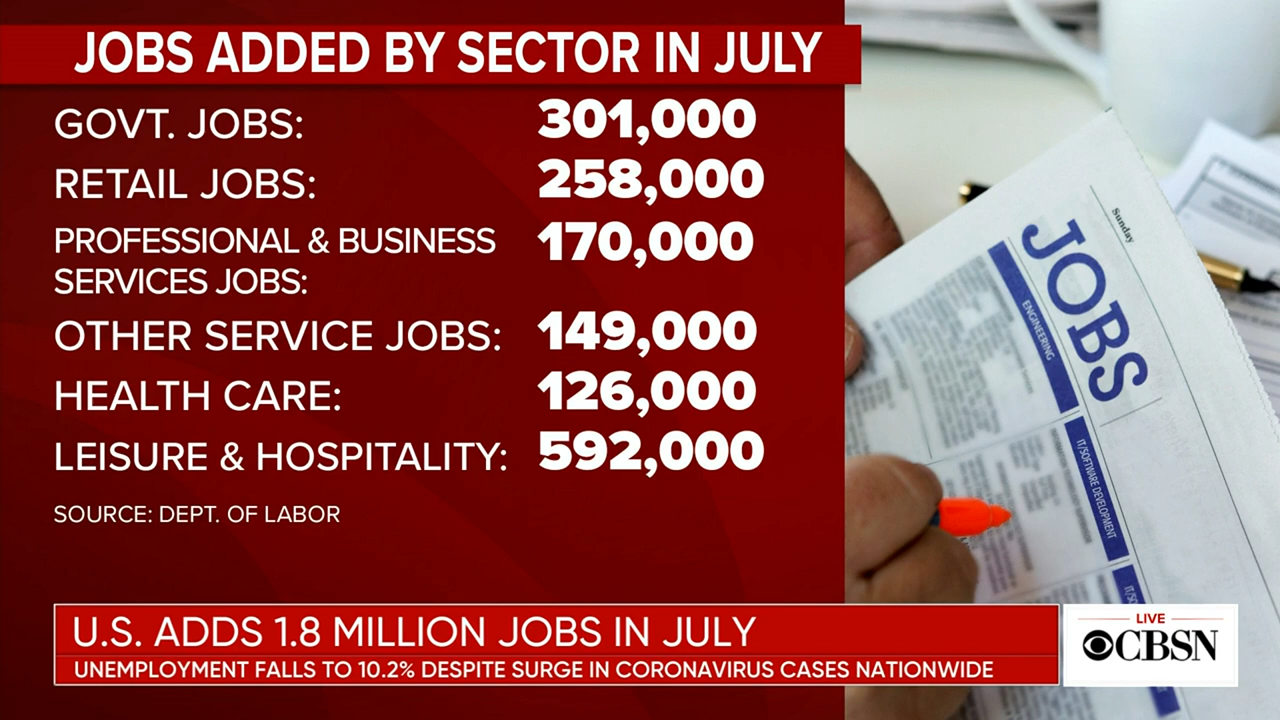 JOBS ADDED BY SECTOR IN JULY
GOVT. JOBS: 301,000
RETAIL JOBS: 258,000
PROFESSIONAL & BUSINESS 170,000
SERVICES JOBS:
OTHER SERVICE JOBS: 149,000
HEALTH CARE: 126,000
LEISURE & HOSPITALITY: 592,000
SOURCE: DEPT. OF LABOR
Sunday
JOBS
ENGINEERING
IT/SOFTWARE DEVELOPMENT
U.S. ADDS 1.8 MILLION JOBS IN JULY
UNEMPLOYMENT FALLS TO 10.2% DESPITE SURGE IN CORONAVIRUS CASES NATIONWIDE
LIVE
CBSN